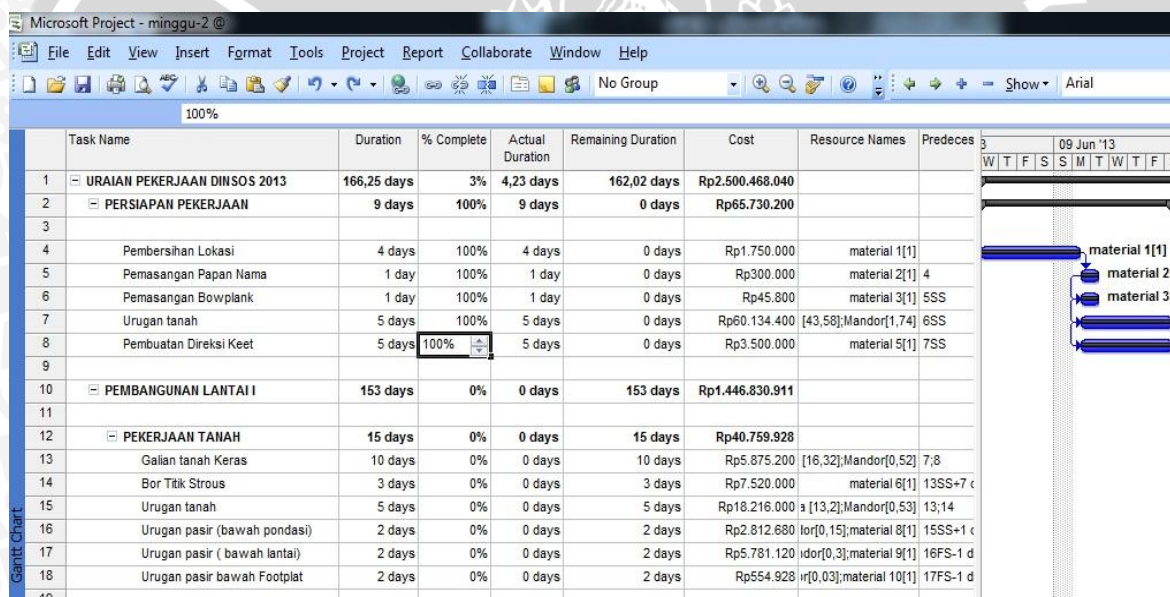 Microsoft Project - minggu-2 @
File Edit View Insert Format Tools Project Report Collaborate Window Help
No Group Show Arial
100%
Task Name Duration % Complete Actual Duration Remaining Duration Cost Resource Names Predeces 3 09 Jun '13
W T F S S M T W T F
1 URAIAN PEKERJAAN DINSOS 2013 166,25 days 3% 4,23 days 162,02 days Rp2.500.468.040
2 PERSIAPAN PEKERJAAN 9 days 100% 9 days 0 days Rp65.730.200
3
4 Pembersihan Lokasi 4 days 100% 4 days 0 days Rp1.750.000 material 1[1] material 1[1]
5 Pemasangan Papan Nama 1 day 100% 1 day 0 days Rp300.000 material 2[1] 4 material 2
6 Pemasangan Bowplank 1 day 100% 1 day 0 days Rp45.800 material 3[1] 5SS material 3
7 Urugan tanah 5 days 100% 5 days 0 days Rp60.134.400 [43,58];Mandor[1,74] 6SS
8 Pembuatan Direksi Keet 5 days 100% 5 days 0 days Rp3.500.000 material 5[1] 7SS
9
10 PEMBANGUNAN LANTAI I 153 days 0% 0 days 153 days Rp1.446.830.911
11
12 PEKERJAAN TANAH 15 days 0% 0 days 15 days Rp40.759.928
13 Galian tanah Keras 10 days 0% 0 days 10 days Rp5.875.200 [16,32];Mandor[0,52] 7;8
14 Bor Titik Strous 3 days 0% 0 days 3 days Rp7.520.000 material 6[1] 13SS+7
15 Urugan tanah 5 days 0% 0 days 5 days Rp18.216.000 [13,2];Mandor[0,53] 13;14
16 Urugan pasir (bawah pondasi) 2 days 0% 0 days 2 days Rp2.812.680 dor[0,15];material 8[1] 15SS+1
17 Urugan pasir ( bawah lantai) 2 days 0% 0 days 2 days Rp5.781.120 dor[0,3];material 9[1] 16FS-1 d
18 Urugan pasir bawah Footplat 2 days 0% 0 days 2 days Rp554.928 r[0,03];material 10[1] 17FS-1 d
Gantt Chart